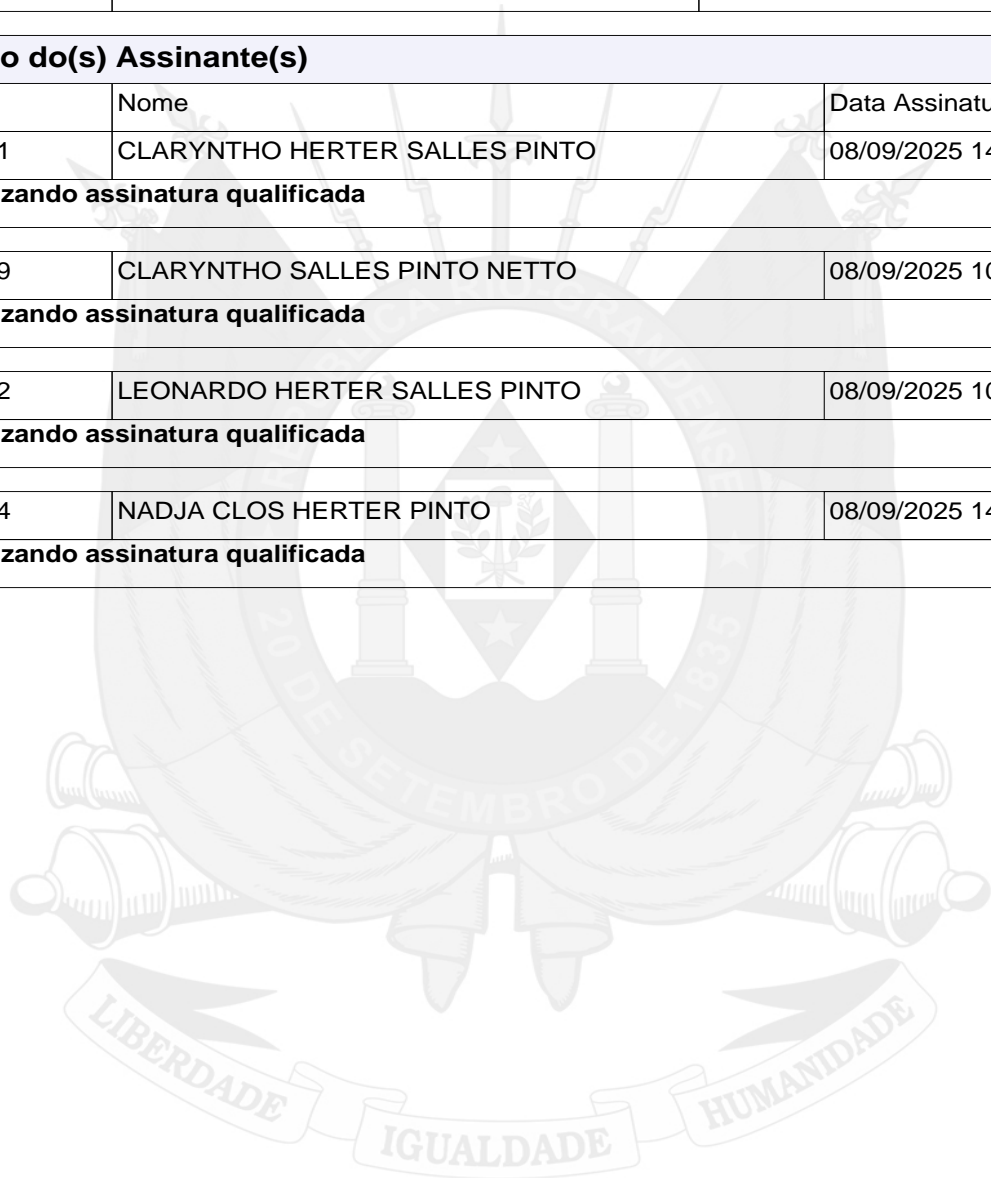 o do(s) Assinante(s)
Nome Data Assinatu
1 CLARYNTHO HERTER SALLES PINTO 08/09/2025 14
zando assinatura qualificada
9 CLARYNTHO SALLES PINTO NETTO 08/09/2025 10
zando assinatura qualificada
2 LEONARDO HERTER SALLES PINTO 08/09/2025 10
zando assinatura qualificada
4 NADJA CLOS HERTER PINTO 08/09/2025 14
zando assinatura qualificada
REPÚBLICA RIO-GRANDENSE
20 DE SETEMBRO DE 1835
LIBERDADE IGUALDADE HUMANIDADE